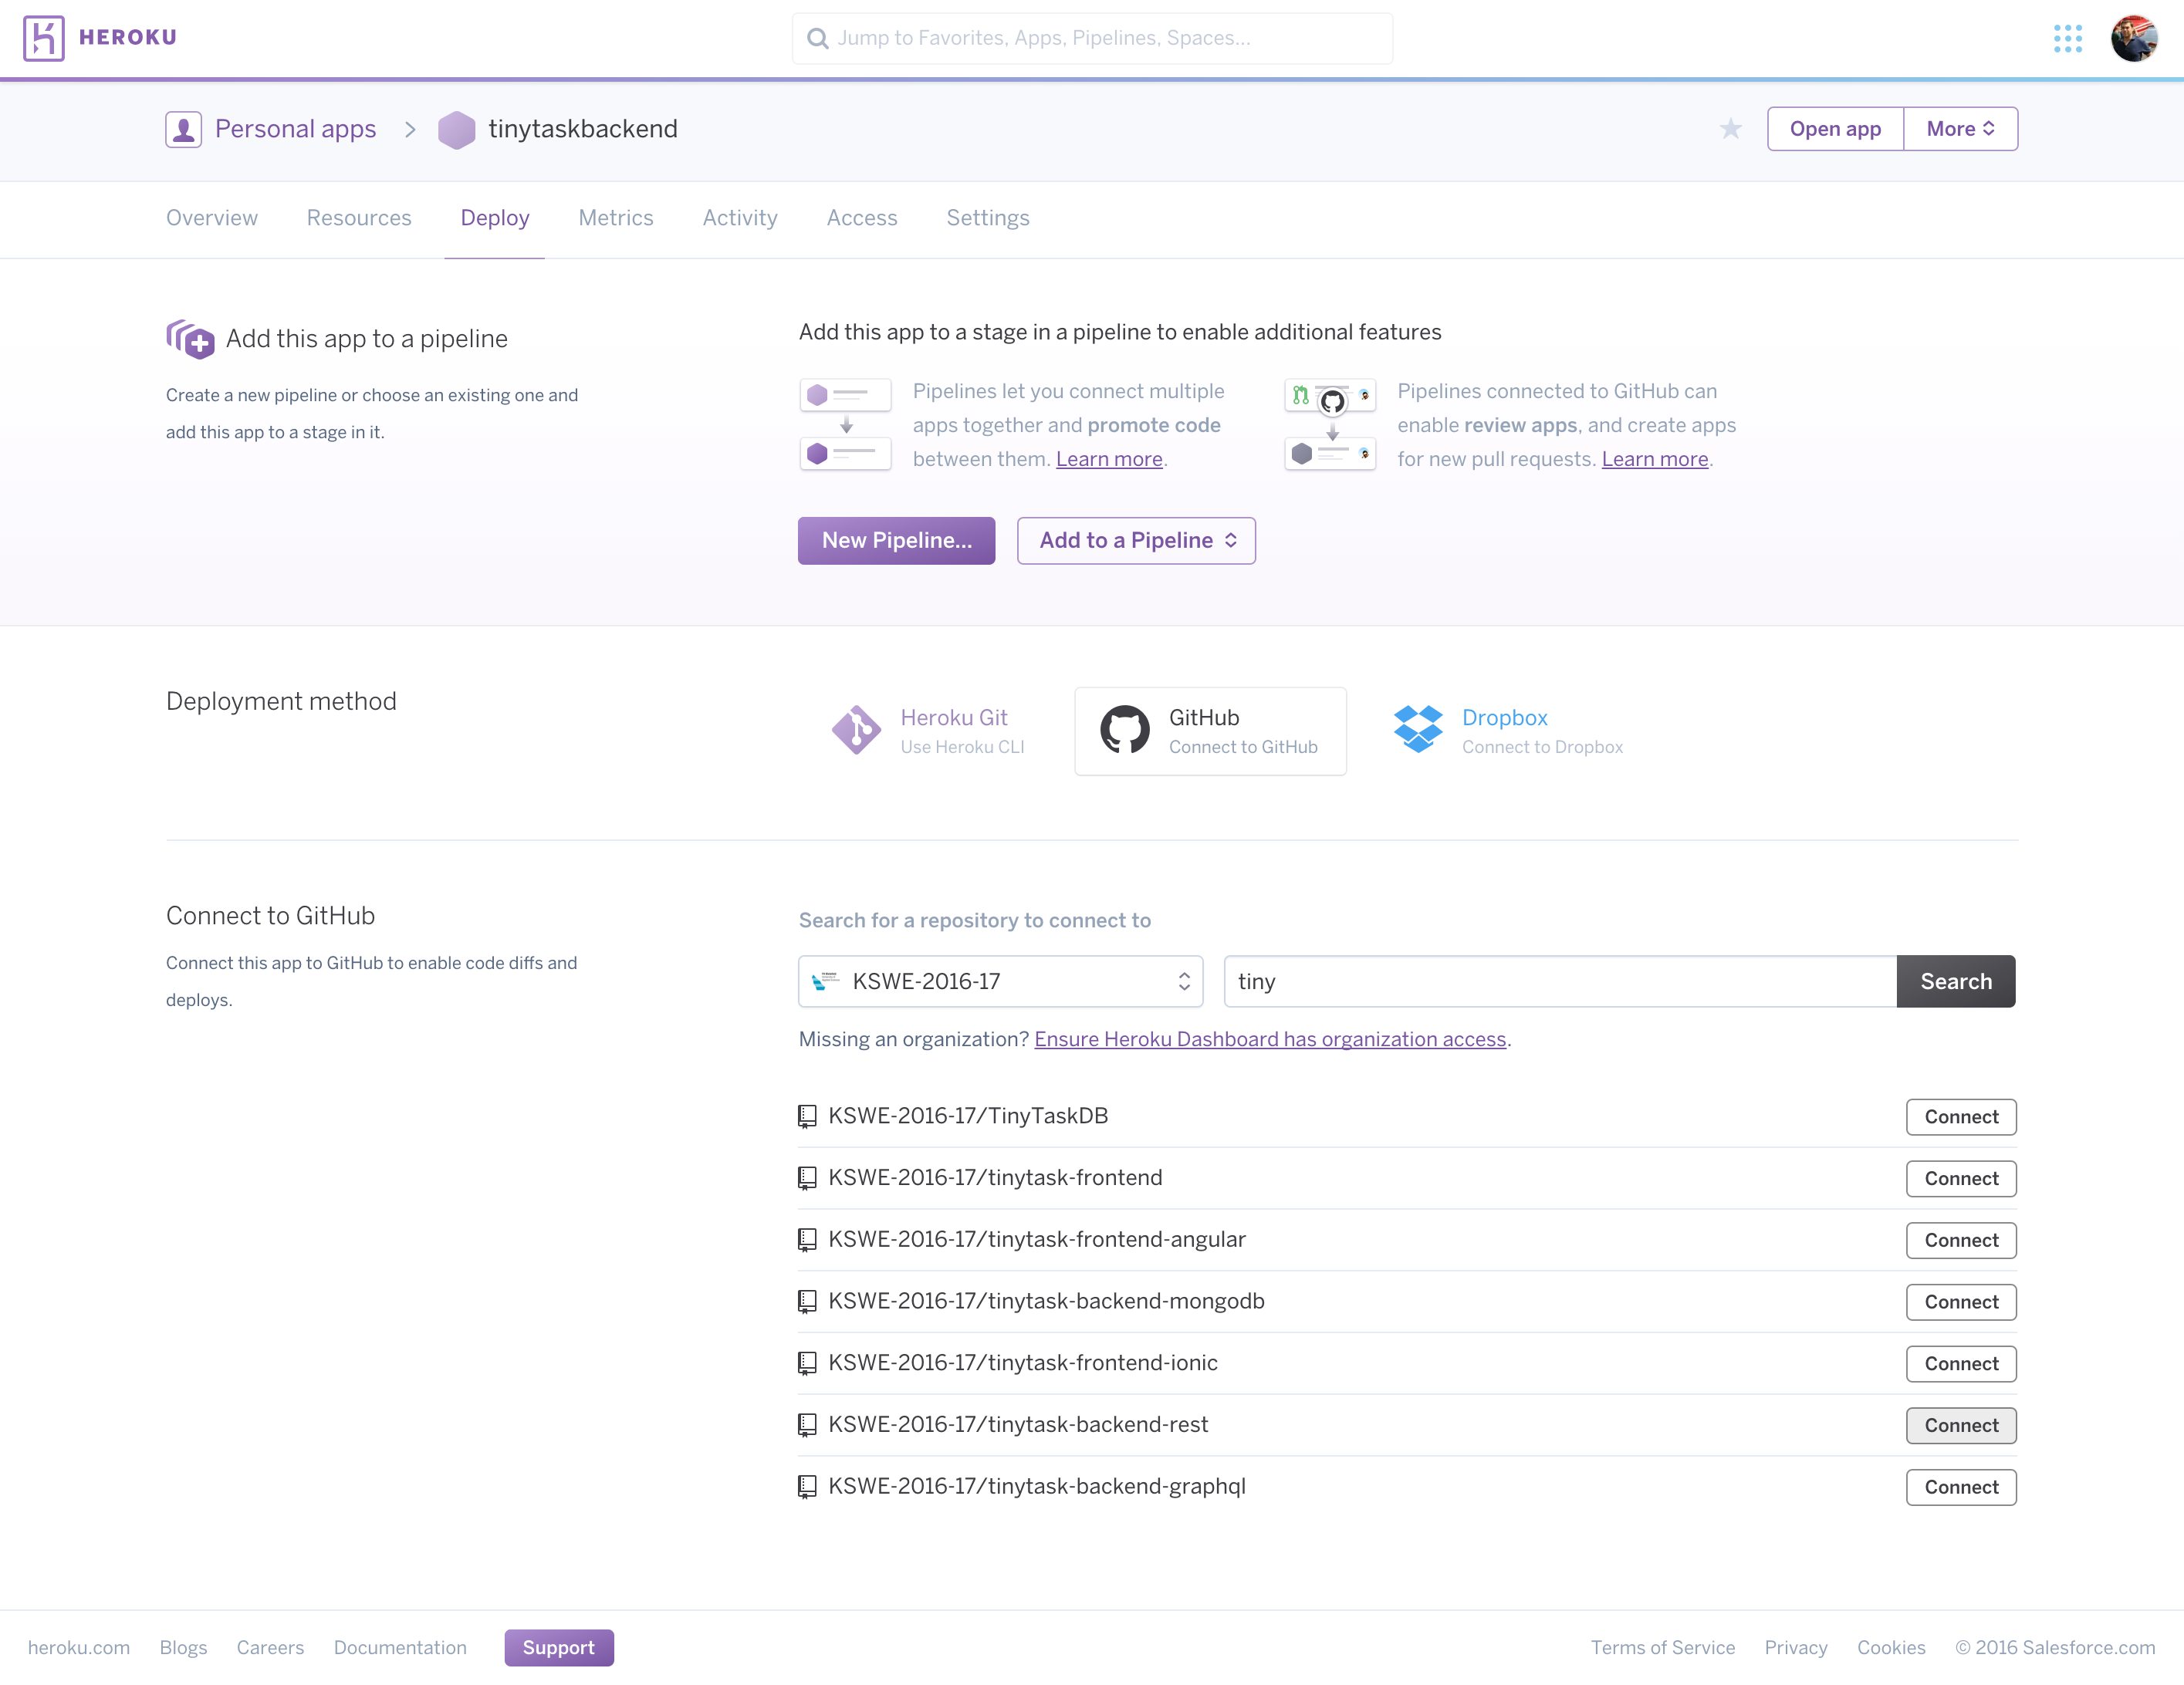 HEROKU
Jump to Favorites, Apps, Pipelines, Spaces...
Personal apps > tinytaskbackend
Open app
More
Overview
Resources
Deploy
Metrics
Activity
Access
Settings
Add this app to a pipeline
Create a new pipeline or choose an existing one and
add this app to a stage in it.
Add this app to a stage in a pipeline to enable additional features
Pipelines let you connect multiple
apps together and promote code
between them. Learn more.
Pipelines connected to GitHub can
enable review apps, and create apps
for new pull requests. Learn more.
New Pipeline...
Add to a Pipeline
Deployment method
Heroku Git
Use Heroku CLI
GitHub
Connect to GitHub
Dropbox
Connect to Dropbox
Connect to GitHub
Connect this app to GitHub to enable code diffs and
deploys.
Search for a repository to connect to
KSWE-2016-17
tiny
Search
Missing an organization? Ensure Heroku Dashboard has organization access.
KSWE-2016-17/TinyTaskDB
Connect
KSWE-2016-17/tinytask-frontend
Connect
KSWE-2016-17/tinytask-frontend-angular
Connect
KSWE-2016-17/tinytask-backend-mongodb
Connect
KSWE-2016-17/tinytask-frontend-ionic
Connect
KSWE-2016-17/tinytask-backend-rest
Connect
KSWE-2016-17/tinytask-backend-graphql
Connect
heroku.com
Blogs
Careers
Documentation
Support
Terms of Service
Privacy
Cookies
© 2016 Salesforce.com